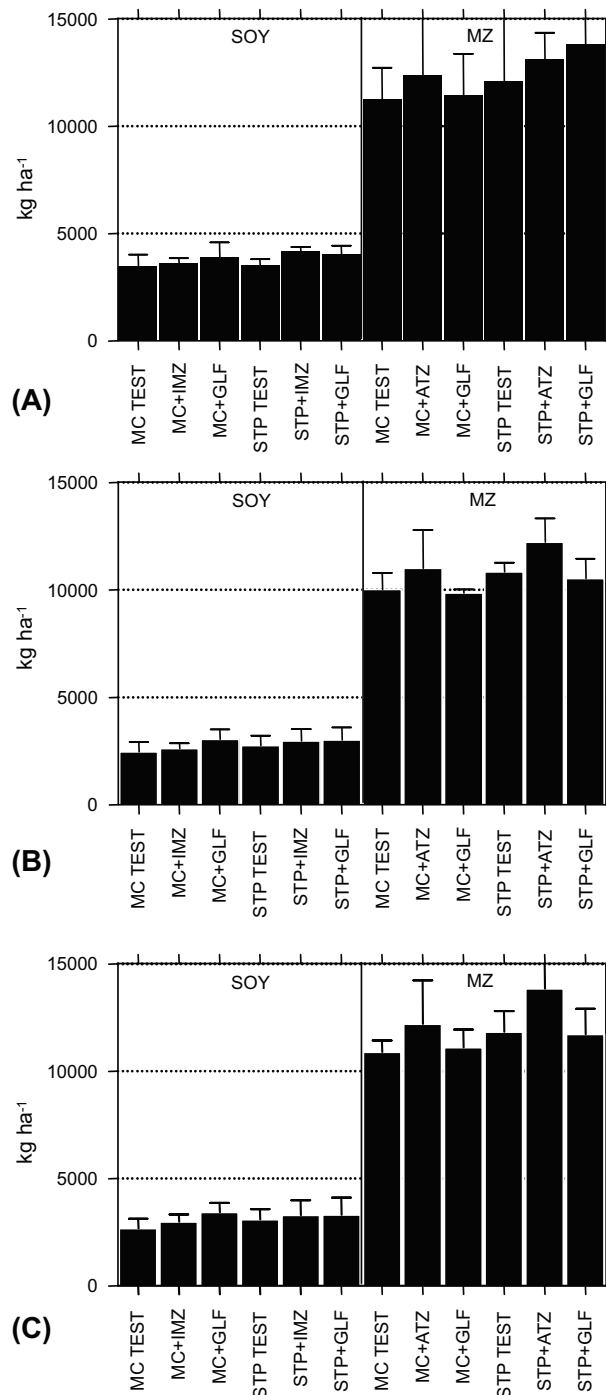 15000
SOY
MZ
10000
kg ha-1
5000
0
MC TEST
MC+IMZ
MC+GLF
STP TEST
STP+IMZ
STP+GLF
MC TEST
MC+ATZ
MC+GLF
STP TEST
STP+ATZ
STP+GLF
(A)
15000
SOY
MZ
10000
kg ha-1
5000
0
MC TEST
MC+IMZ
MC+GLF
STP TEST
STP+IMZ
STP+GLF
MC TEST
MC+ATZ
MC+GLF
STP TEST
STP+ATZ
STP+GLF
(B)
15000
SOY
MZ
10000
kg ha-1
5000
0
MC TEST
MC+IMZ
MC+GLF
STP TEST
STP+IMZ
STP+GLF
MC TEST
MC+ATZ
MC+GLF
STP TEST
STP+ATZ
STP+GLF
(C)